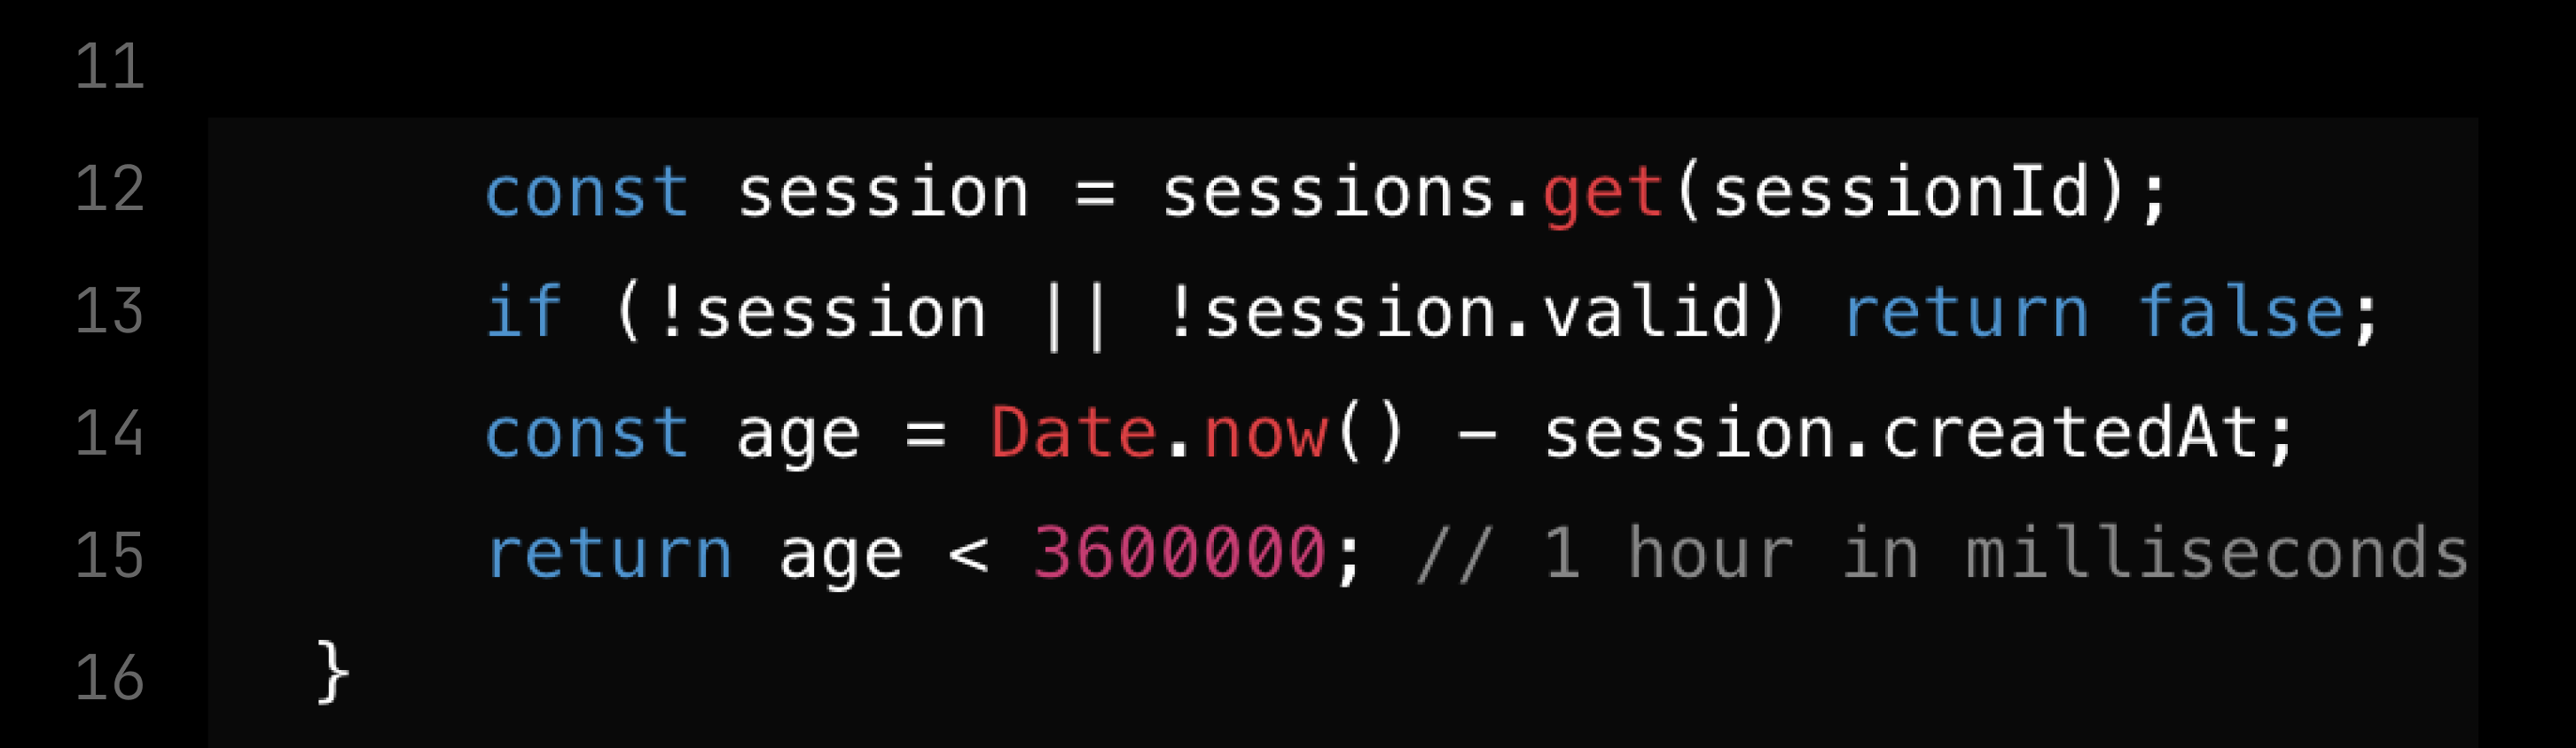 11
12 const session = sessions.get(sessionId);
13 if (!session || !session.valid) return false;
14 const age = Date.now() − session.createdAt;
15 return age < 3600000; // 1 hour in milliseconds
16 }